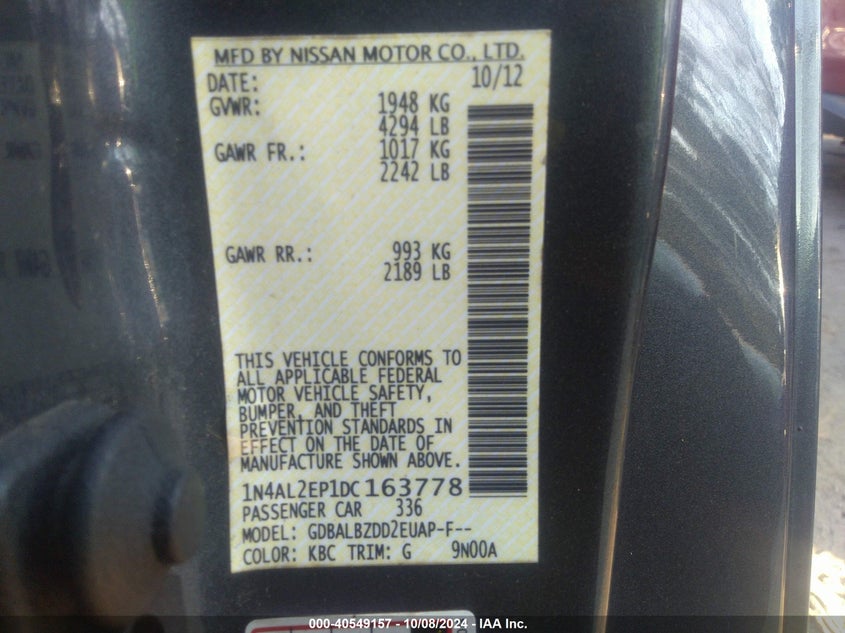 MFD BY NISSAN MOTOR CO., LTD.
DATE: 10/12
GVWR: 1948 KG
4294 LB
GAWR FR.: 1017 KG
2242 LB
GAWR RR.: 993 KG
2189 LB
THIS VEHICLE CONFORMS TO
ALL APPLICABLE FEDERAL
MOTOR VEHICLE SAFETY,
BUMPER, AND THEFT
PREVENTION STANDARDS IN
EFFECT ON THE DATE OF
MANUFACTURE SHOWN ABOVE.
1N4AL2EP1DC163778
PASSENGER CAR 336
MODEL: GDBALBZDD2EUAP-F--
COLOR: KBC TRIM: G 9N00A
000-40549157 - 10/08/2024 - IAA Inc.